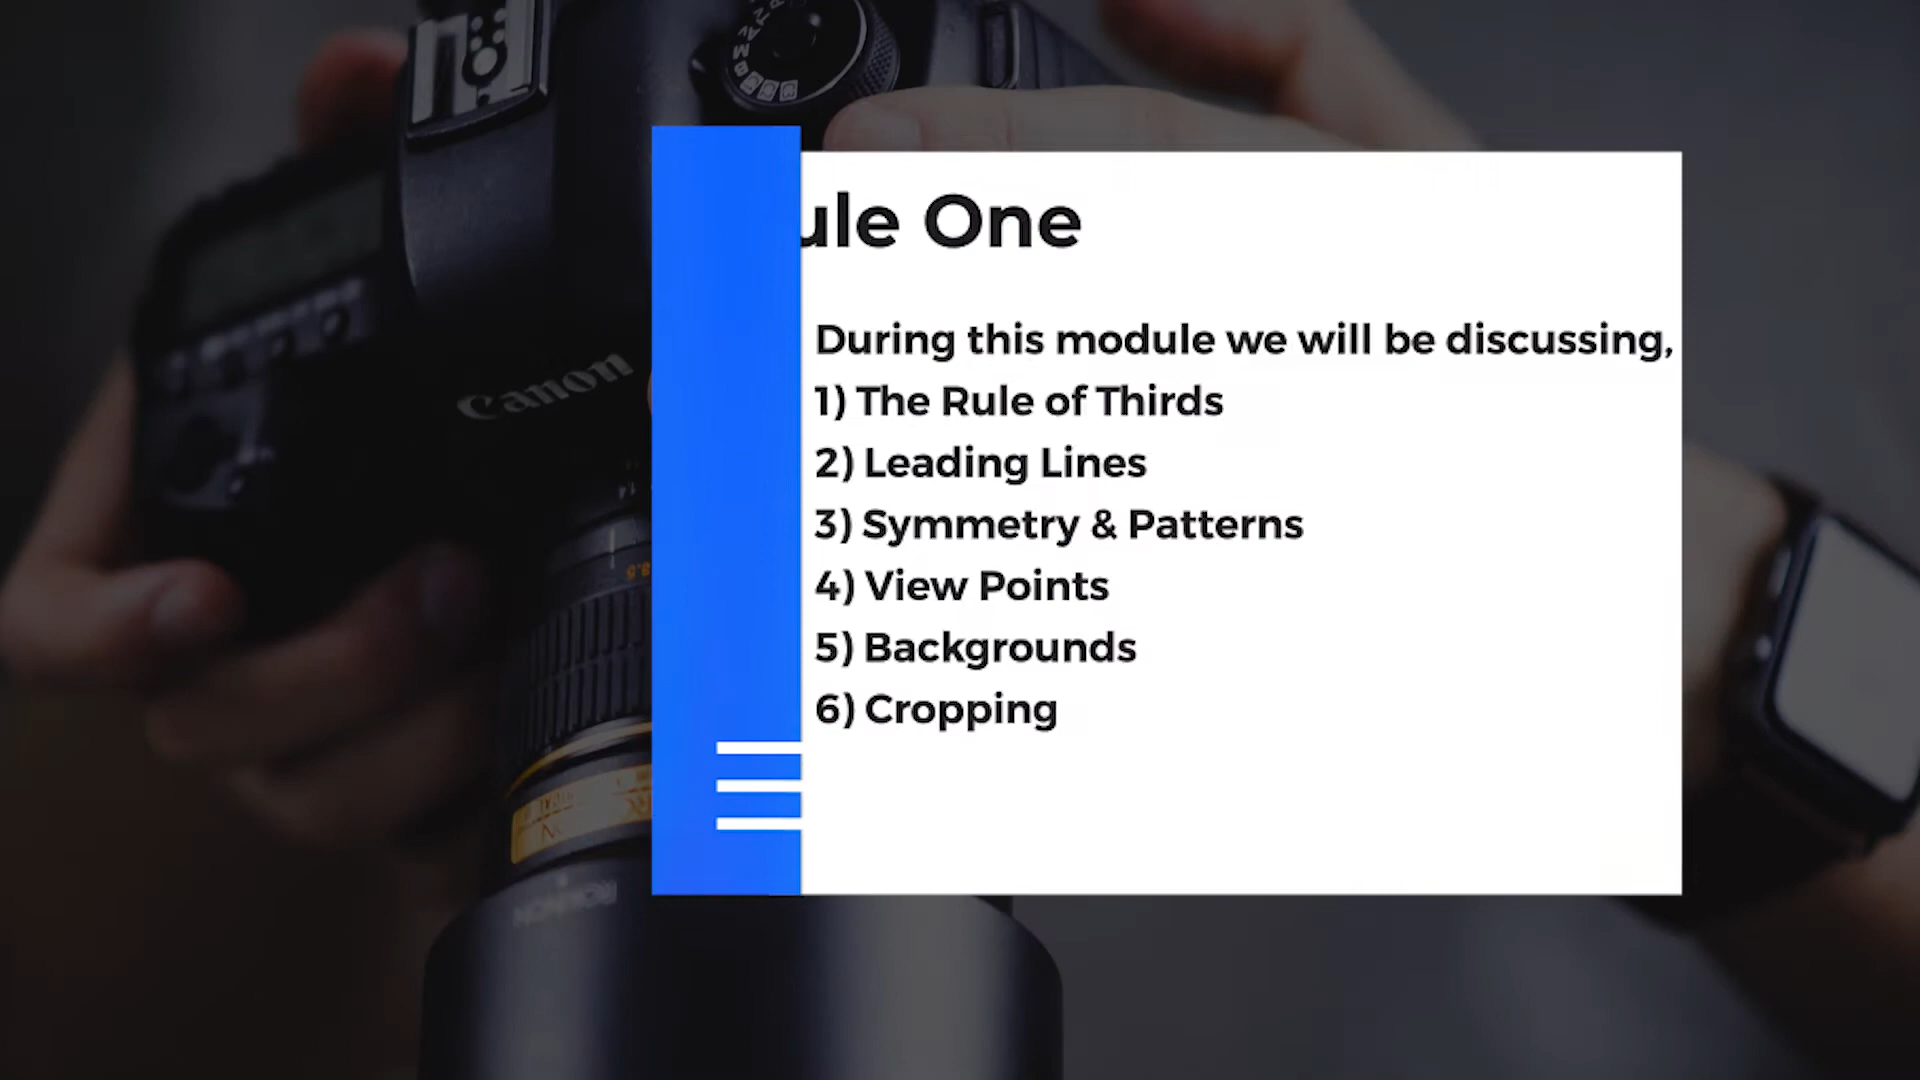 ule One
During this module we will be discussing,
1) The Rule of Thirds
2) Leading Lines
3) Symmetry & Patterns
4) View Points
5) Backgrounds
6) Cropping
Canon